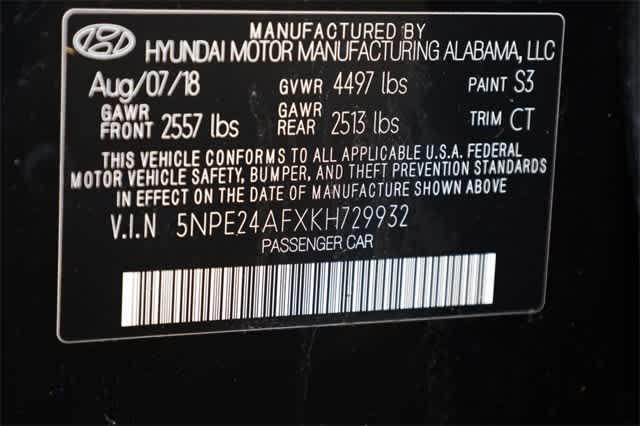 MANUFACTURED BY
HYUNDAI MOTOR MANUFACTURING ALABAMA, LLC
Aug/07/18 GVWR 4497 lbs PAINT S3
GAWR FRONT 2557 lbs GAWR REAR 2513 lbs TRIM CT
THIS VEHICLE CONFORMS TO ALL APPLICABLE U.S.A. FEDERAL
MOTOR VEHICLE SAFETY, BUMPER, AND THEFT PREVENTION STANDARDS
IN EFFECT ON THE DATE OF MANUFACTURE SHOWN ABOVE
V.I.N 5NPE24AFXKH729932
PASSENGER CAR